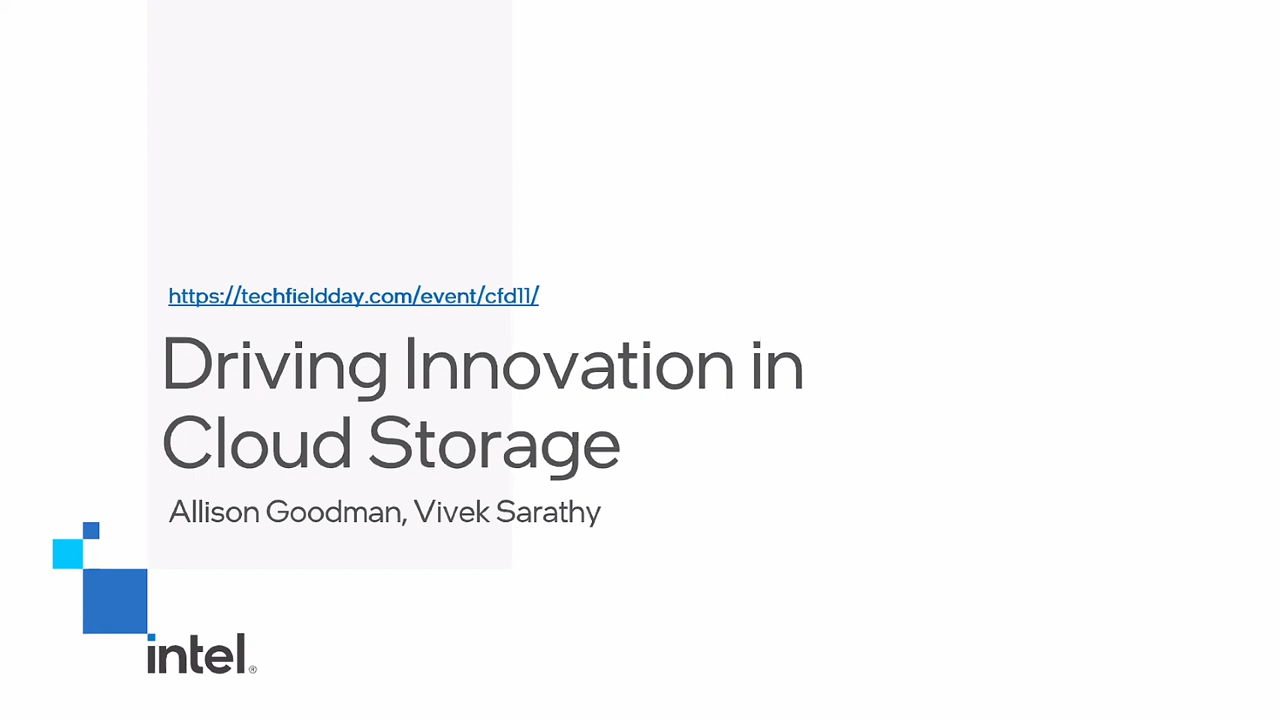 https://techfieldday.com/event/cfd11/
Driving Innovation in
Cloud Storage
Allison Goodman, Vivek Sarathy
intel®